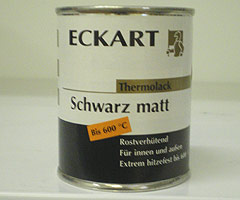 ECKART
Thermolack
Schwarz matt
Bis 600 °C
Rostverhütend
Für innen und außen
Extrem hitzefest bis 600